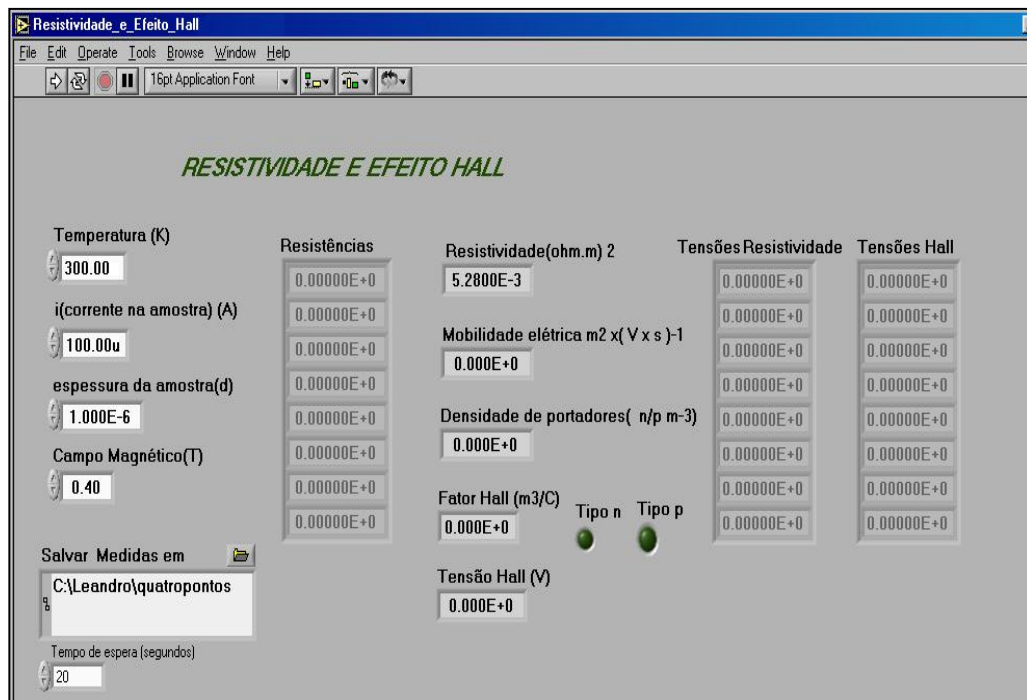 Resistividade_e_Efeito_Hall
File Edit Operate Tools Browse Window Help
16pt Application Font
RESISTIVIDADE E EFEITO HALL
Temperatura (K)
300.00
i(corrente na amostra) (A)
100.00u
espessura da amostra(d)
1.000E-6
Campo Magnético(T)
0.40
Salvar Medidas em
C:\Leandro\quatropontos
Tempo de espera (segundos)
20
Resistências
0.00000E+0
0.00000E+0
0.00000E+0
0.00000E+0
0.00000E+0
0.00000E+0
0.00000E+0
0.00000E+0
Resistividade(ohm.m) 2
5.2800E-3
Mobilidade elétrica m2 x( V x s )-1
0.000E+0
Densidade de portadores( n/p m-3)
0.000E+0
Fator Hall (m3/C)
0.000E+0
Tipo n
Tipo p
Tensão Hall (V)
0.000E+0
Tensões Resistividade
0.00000E+0
0.00000E+0
0.00000E+0
0.00000E+0
0.00000E+0
0.00000E+0
0.00000E+0
0.00000E+0
Tensões Hall
0.00000E+0
0.00000E+0
0.00000E+0
0.00000E+0
0.00000E+0
0.00000E+0
0.00000E+0
0.00000E+0